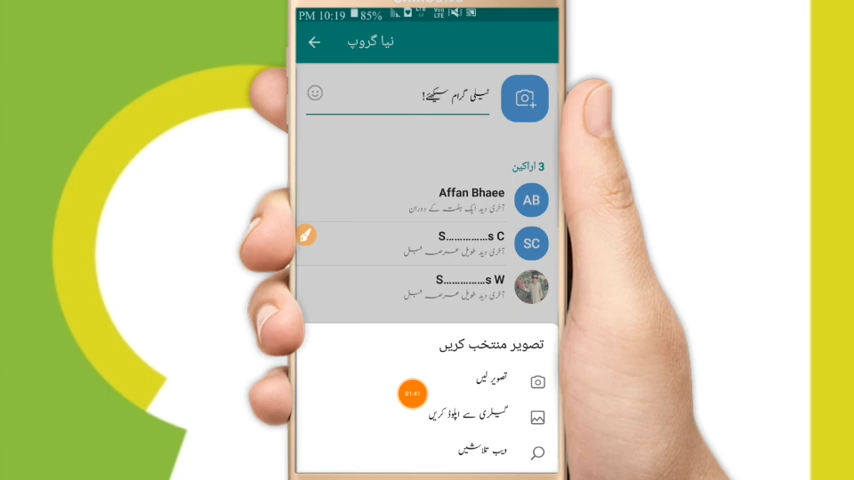 PM 10:19 85% LTE
نیا گروپ
ٹیلی گرام سیکھئے!
3 اراکین
Affan Bhaee
AB
آخری دید ایک ہفتے کے دوران
S...............s C
SC
آخری دید طویل عرصہ قبل
S...............s W
آخری دید طویل عرصہ قبل
تصویر منتخب کریں
تصویر لیں
01:41
گیلری سے اپلوڈ کریں
ویب تلاشیں